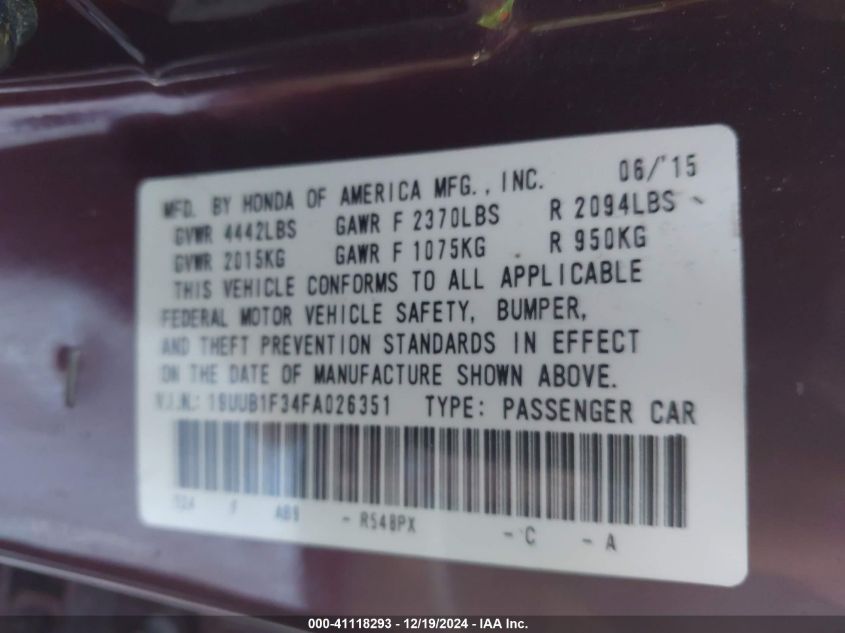 MFD. BY HONDA OF AMERICA MFG., INC. 06/'15
GVWR 4442LBS GAWR F 2370LBS R 2094LBS
GVWR 2015KG GAWR F 1075KG R 950KG
THIS VEHICLE CONFORMS TO ALL APPLICABLE
FEDERAL MOTOR VEHICLE SAFETY, BUMPER,
AND THEFT PREVENTION STANDARDS IN EFFECT
ON THE DATE OF MANUFACTURE SHOWN ABOVE.
V.I.N.: 19UUB1F34FA026351 TYPE: PASSENGER CAR
- R548PX - C - A
000-41118293 - 12/19/2024 - IAA Inc.